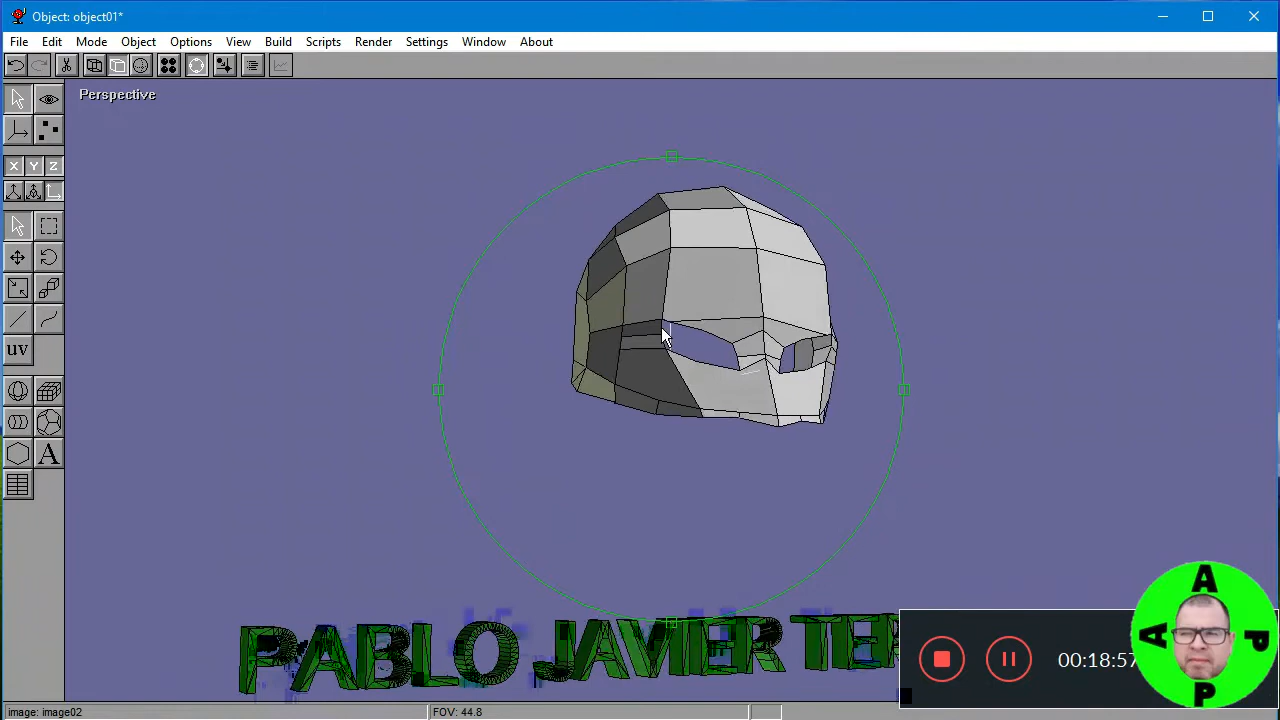 Object: object01*
File Edit Mode Object Options View Build Scripts Render Settings Window About
Perspective
X Y Z
uv
A
PABLO JAVIER
00:18:57
A
A P
P
image: image02 FOV: 44.8